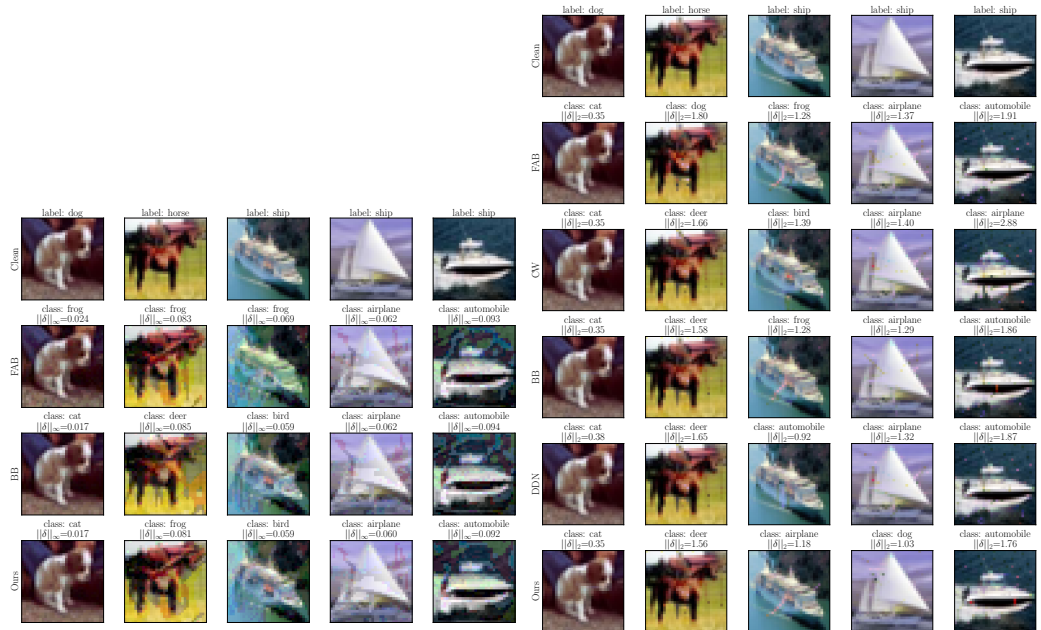 label: dog label: horse label: ship label: ship label: ship
Clean
class: frog class: frog class: frog class: airplane class: automobile
||δ||∞=0.024 ||δ||∞=0.083 ||δ||∞=0.069 ||δ||∞=0.062 ||δ||∞=0.093
FAB
class: cat class: deer class: bird class: airplane class: automobile
||δ||∞=0.017 ||δ||∞=0.085 ||δ||∞=0.059 ||δ||∞=0.062 ||δ||∞=0.094
BB
class: cat class: frog class: bird class: airplane class: automobile
||δ||∞=0.017 ||δ||∞=0.081 ||δ||∞=0.059 ||δ||∞=0.060 ||δ||∞=0.092
Ours
label: dog label: horse label: ship label: ship label: ship
Clean
class: cat class: dog class: frog class: airplane class: automobile
||δ||2=0.35 ||δ||2=1.80 ||δ||2=1.28 ||δ||2=1.37 ||δ||2=1.91
FAB
class: cat class: deer class: bird class: airplane class: airplane
||δ||2=0.35 ||δ||2=1.66 ||δ||2=1.39 ||δ||2=1.40 ||δ||2=2.88
CW
class: cat class: deer class: frog class: airplane class: automobile
||δ||2=0.35 ||δ||2=1.58 ||δ||2=1.28 ||δ||2=1.29 ||δ||2=1.86
BB
class: cat class: deer class: automobile class: airplane class: automobile
||δ||2=0.38 ||δ||2=1.65 ||δ||2=0.92 ||δ||2=1.32 ||δ||2=1.87
DDN
class: cat class: deer class: airplane class: dog class: automobile
||δ||2=0.35 ||δ||2=1.56 ||δ||2=1.18 ||δ||2=1.03 ||δ||2=1.76
Ours